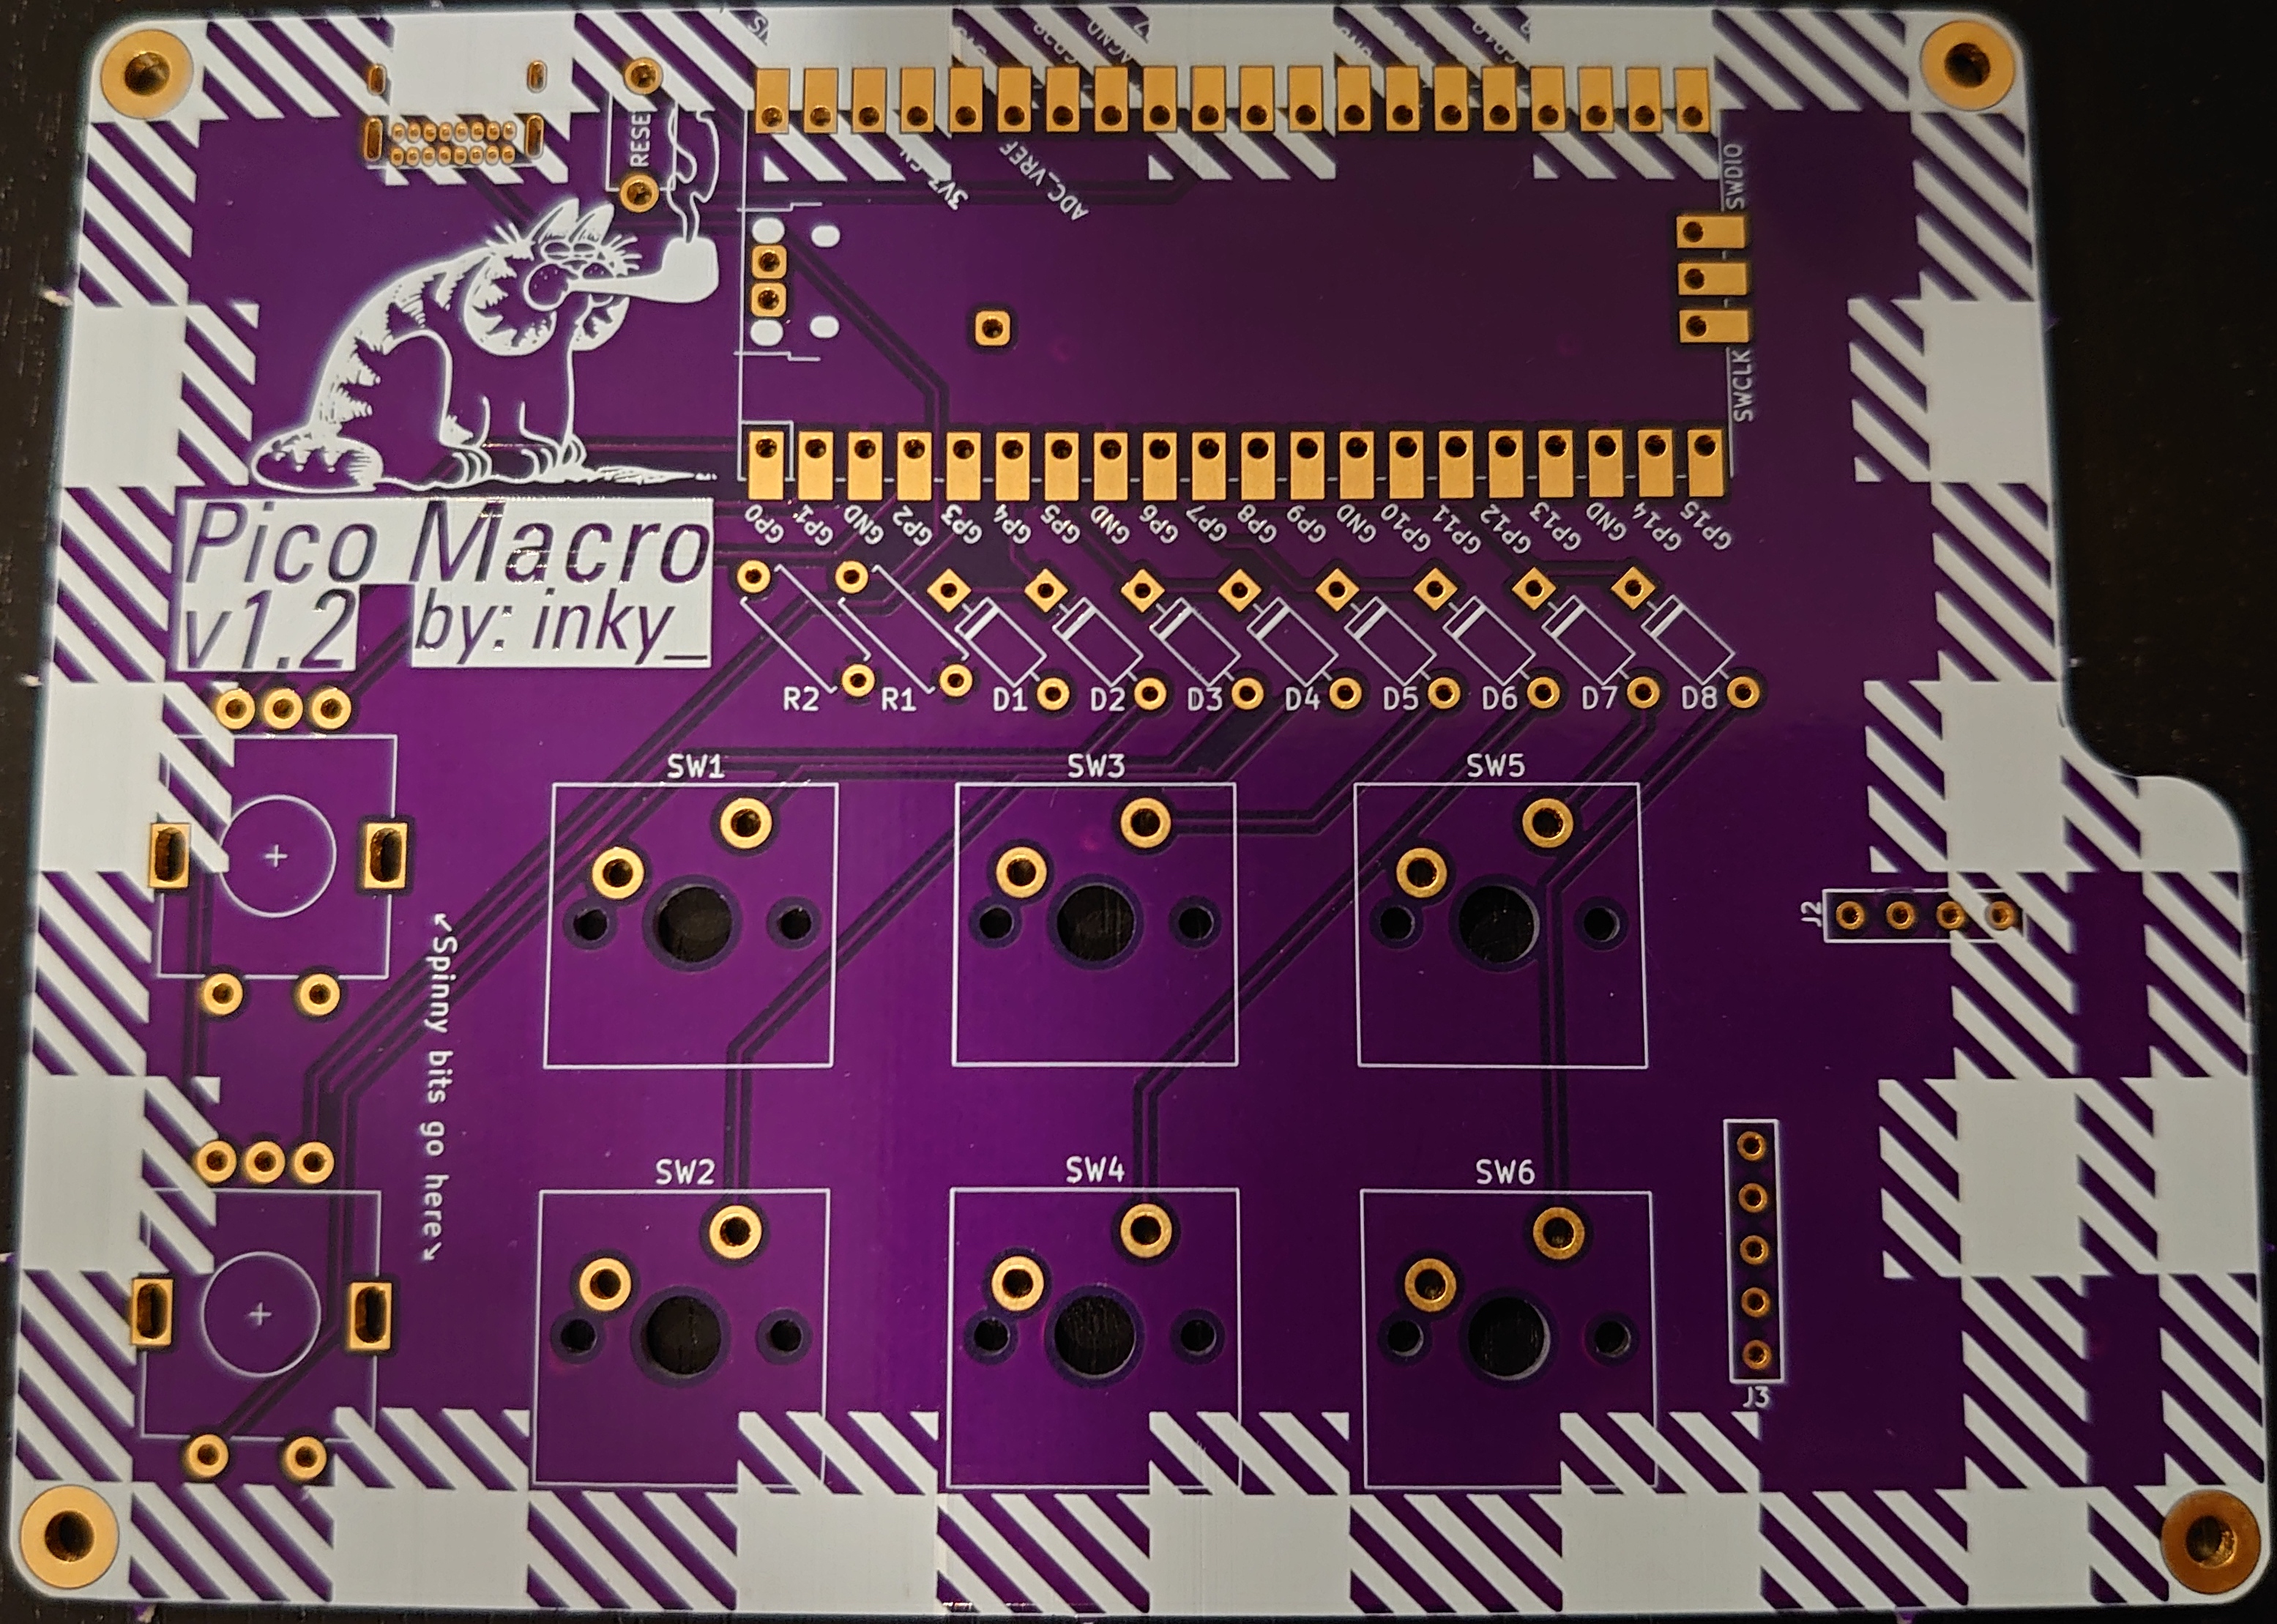 RESE
3V3_EN
ADC_VREF
SWDIO
SWCLK
GP0
GP1
GND
GP2
GP3
GP4
GP5
GND
GP6
GP7
GP8
GP9
GND
GP10
GP11
GP12
GP13
GND
GP14
GP15
Pico Macro
v1.2 by: inky_
R2
R1
D1
D2
D3
D4
D5
D6
D7
D8
SW1
SW3
SW5
J2
↖Spinny bits go here↘
SW2
SW4
SW6
J3